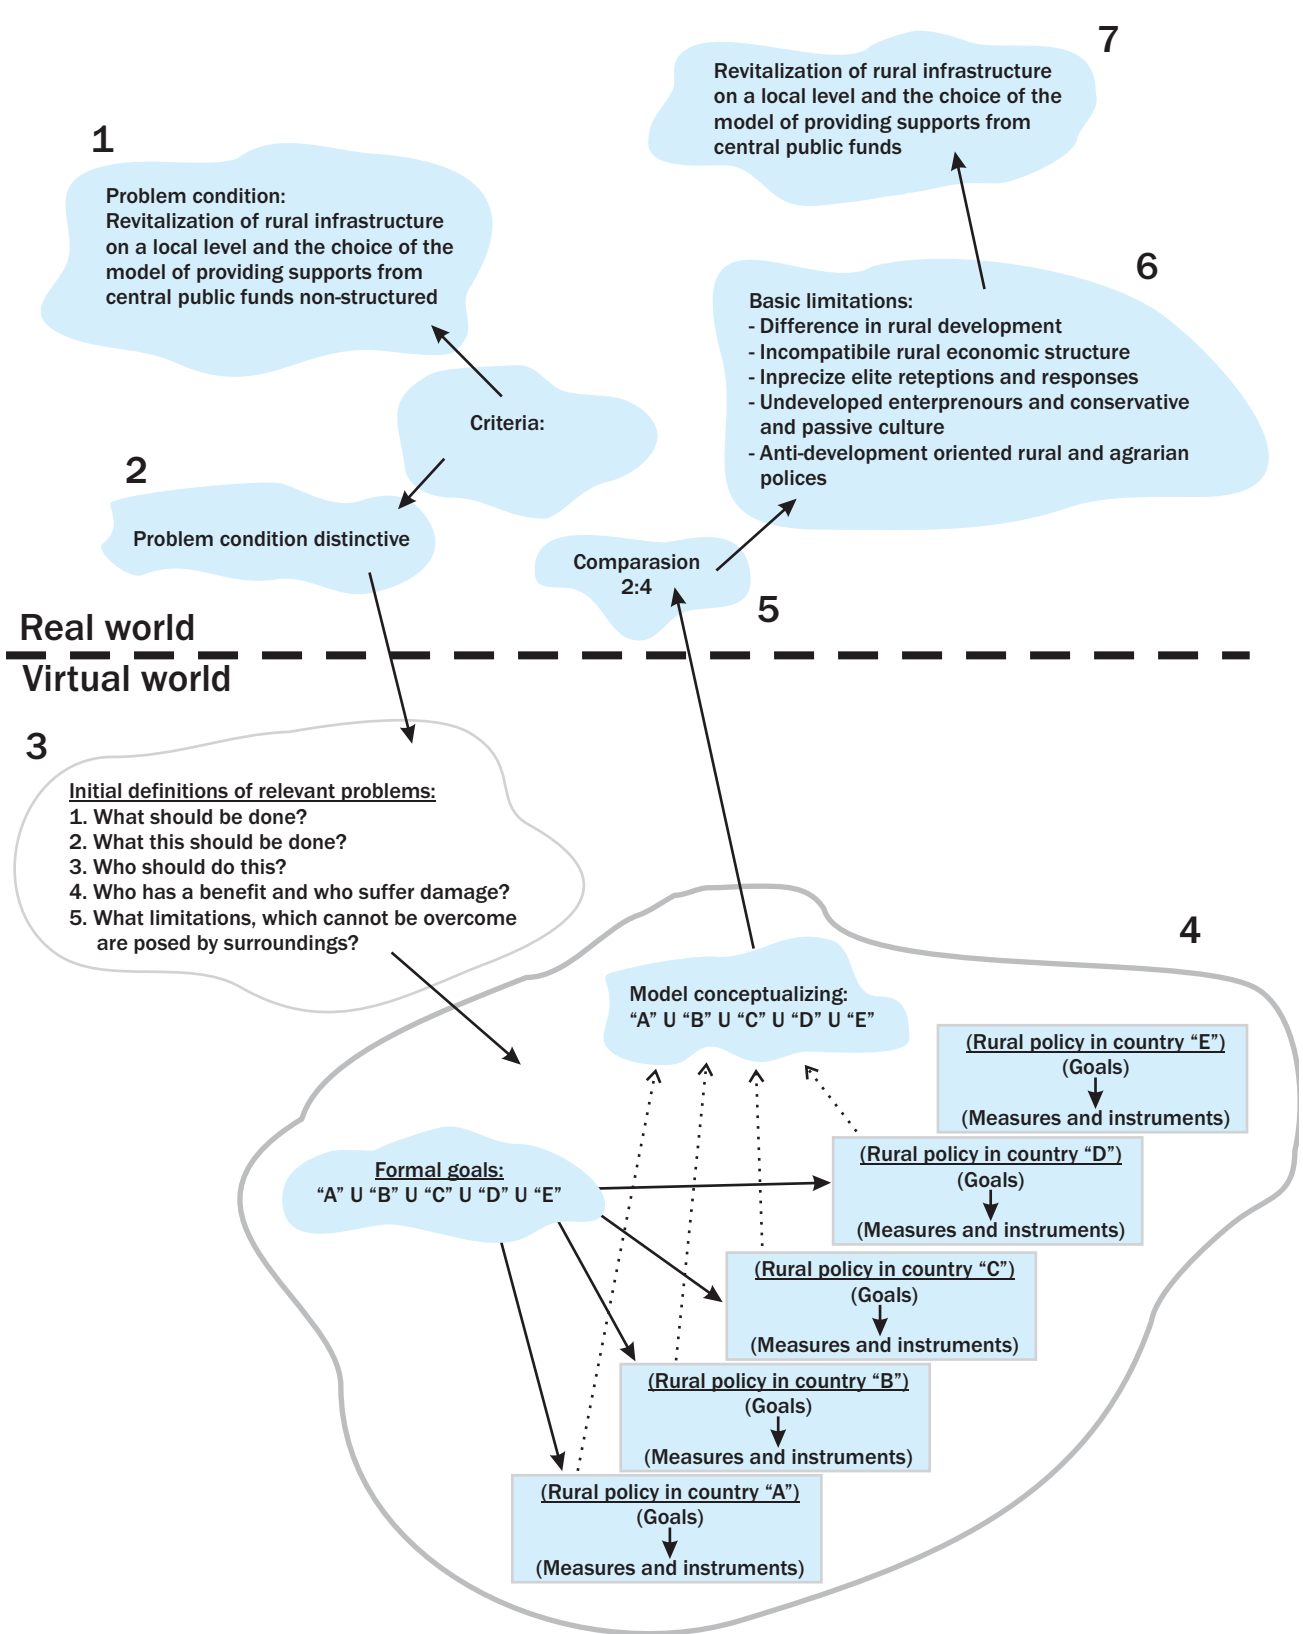 1
Problem condition:
Revitalization of rural infrastructure
on a local level and the choice of the
model of providing supports from
central public funds non-structured
Criteria:
2
Problem condition distinctive
7
Revitalization of rural infrastructure
on a local level and the choice of the
model of providing supports from
central public funds
6
Basic limitations:
- Difference in rural development
- Incompatibile rural economic structure
- Inprecize elite reteptions and responses
- Undeveloped enterprenours and conservative
and passive culture
- Anti-development oriented rural and agrarian
polices
Comparasion
2:4
5
Real world
Virtual world
3
Initial definitions of relevant problems:
1. What should be done?
2. What this should be done?
3. Who should do this?
4. Who has a benefit and who suffer damage?
5. What limitations, which cannot be overcome
are posed by surroundings?
4
Model conceptualizing:
“A” U “B” U “C” U “D” U “E”
Formal goals:
“A” U “B” U “C” U “D” U “E”
(Rural policy in country “E”)
(Goals)
(Measures and instruments)
(Rural policy in country “D”)
(Goals)
(Measures and instruments)
(Rural policy in country “C”)
(Goals)
(Measures and instruments)
(Rural policy in country “B”)
(Goals)
(Measures and instruments)
(Rural policy in country “A”)
(Goals)
(Measures and instruments)